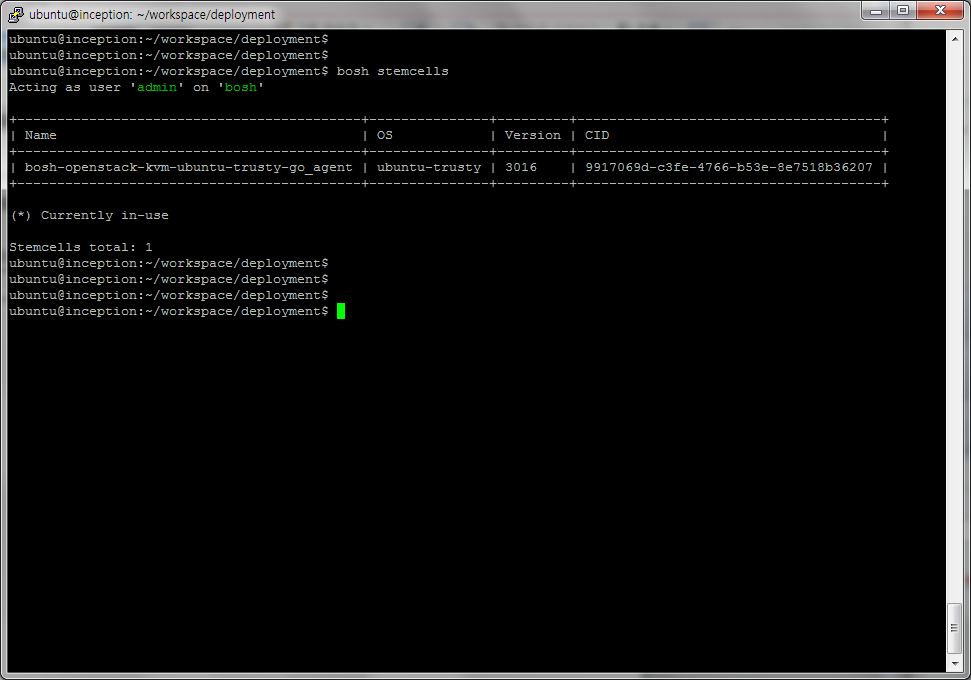 ubuntu@inception: ~/workspace/deployment
ubuntu@inception:~/workspace/deployment$
ubuntu@inception:~/workspace/deployment$
ubuntu@inception:~/workspace/deployment$ bosh stemcells
Acting as user 'admin' on 'bosh'
+--------------------------------------------+---------------+---------+--------------------------------------+
| Name                                       | OS            | Version | CID                                  |
+--------------------------------------------+---------------+---------+--------------------------------------+
| bosh-openstack-kvm-ubuntu-trusty-go_agent | ubuntu-trusty | 3016    | 9917069d-c3fe-4766-b53e-8e7518b36207 |
+--------------------------------------------+---------------+---------+--------------------------------------+
(*) Currently in-use
Stemcells total: 1
ubuntu@inception:~/workspace/deployment$
ubuntu@inception:~/workspace/deployment$
ubuntu@inception:~/workspace/deployment$
ubuntu@inception:~/workspace/deployment$